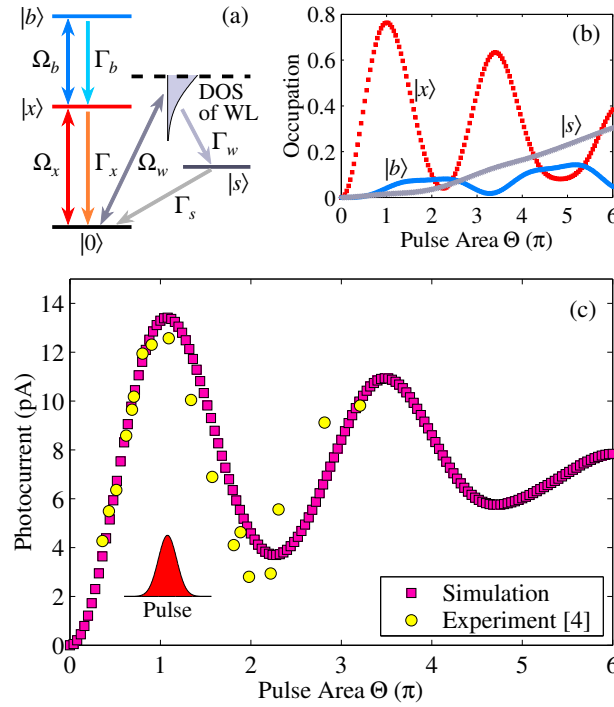 (a)
|b⟩
Ω_b
Γ_b
DOS
of WL
|x⟩
Γ_w
Ω_x
Γ_x
Ω_w
|s⟩
Γ_s
|0⟩
(b)
0.8
0.6
0.4
0.2
0
Occupation
|x⟩
|b⟩
|s⟩
0 1 2 3 4 5 6
Pulse Area Θ (π)
(c)
14
12
10
8
6
4
2
0
Photocurrent (pA)
Pulse
Simulation
Experiment [4]
0 1 2 3 4 5 6
Pulse Area Θ (π)